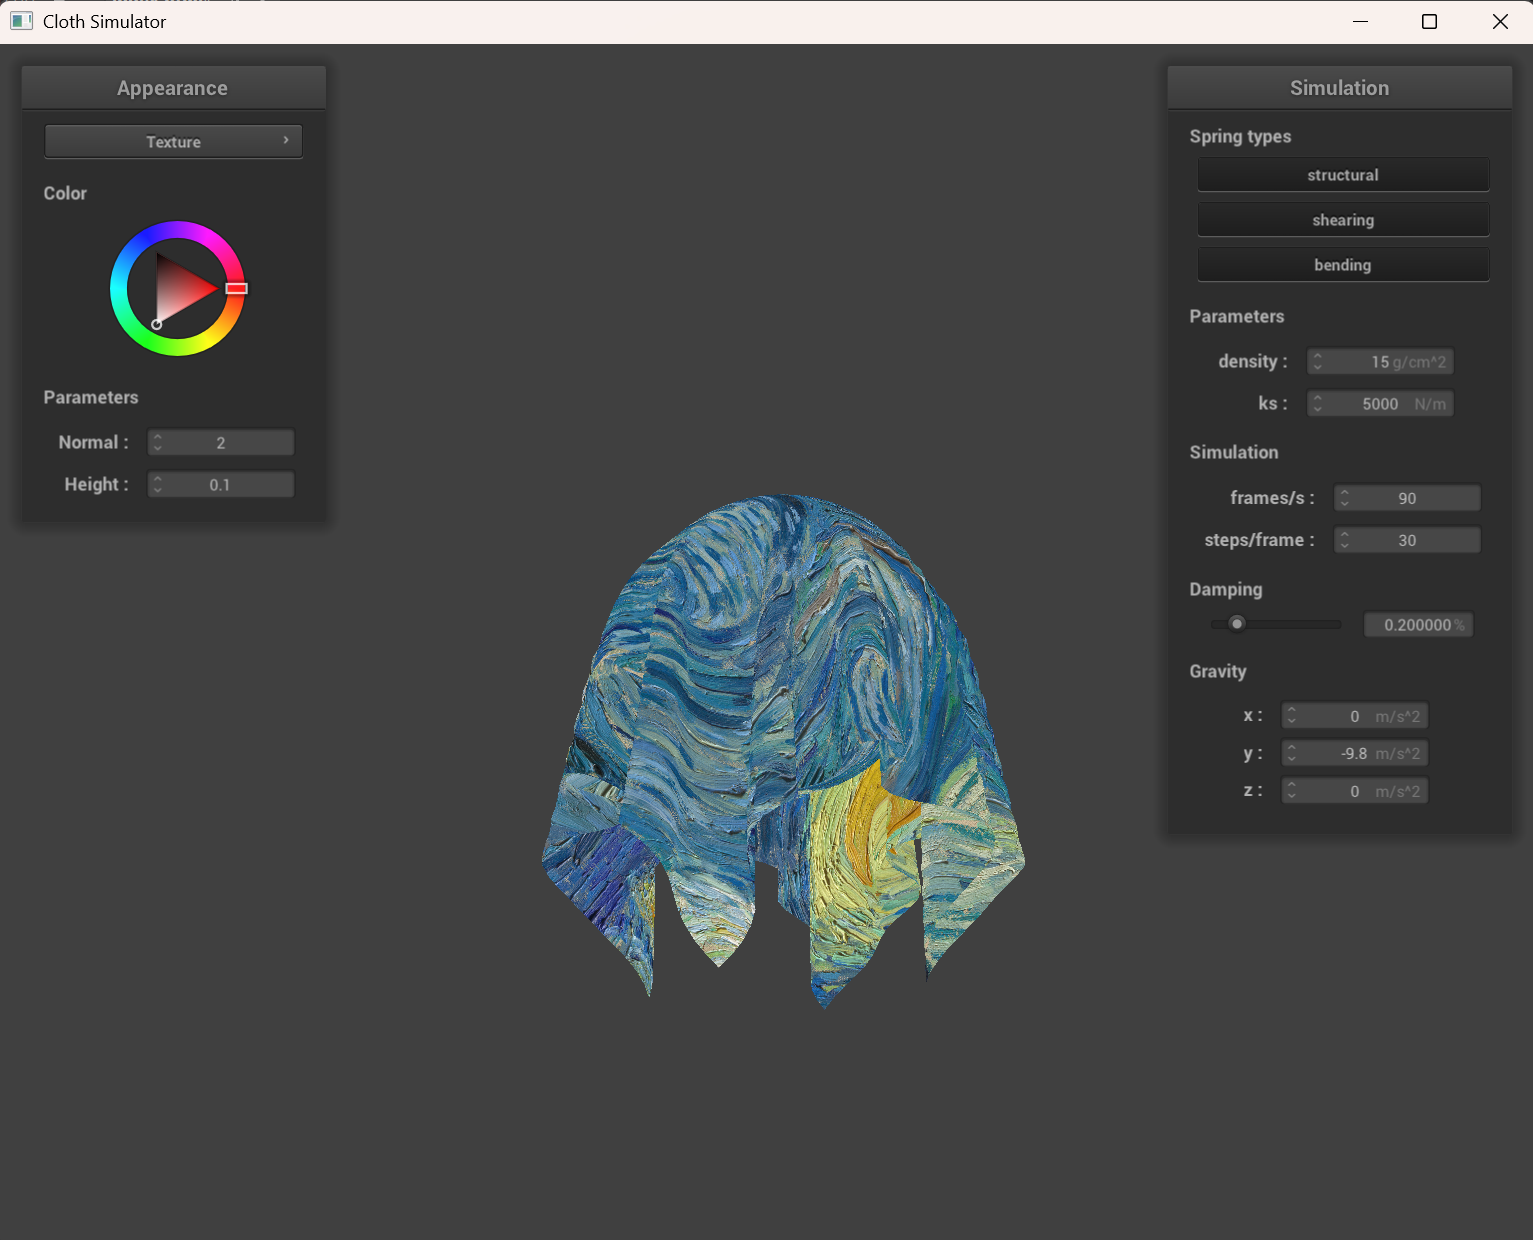 Cloth Simulator
Appearance
Texture
Color
Parameters
Normal : 2
Height : 0.1
Simulation
Spring types
structural
shearing
bending
Parameters
density : 15 g/cm^2
ks : 5000 N/m
Simulation
frames/s : 90
steps/frame : 30
Damping
0.200000 %
Gravity
x : 0 m/s^2
y : -9.8 m/s^2
z : 0 m/s^2